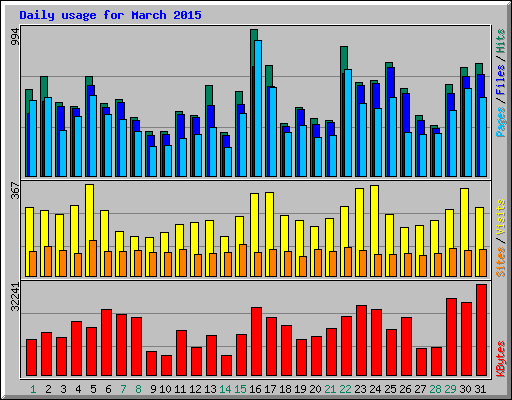 Daily usage for March 2015
994
Pages / Files / Hits
367
Sites / Visits
32241
KBytes
1 2 3 4 5 6 7 8 9 10 11 12 13 14 15 16 17 18 19 20 21 22 23 24 25 26 27 28 29 30 31